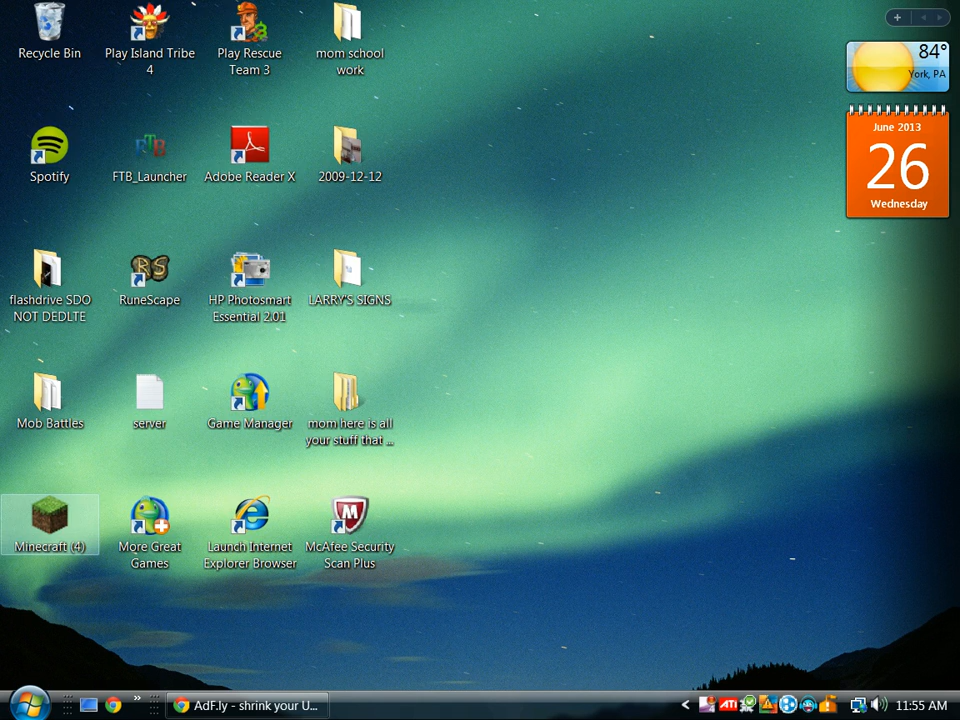 Recycle Bin
Play Island Tribe
4
Play Rescue
Team 3
mom school
work
84°
York, PA
June 2013
26
Wednesday
Spotify
FTB
FTB_Launcher
Adobe Reader X
2009-12-12
flashdrive SDO
NOT DEDLTE
RS
RuneScape
HP Photosmart
Essential 2.01
LARRY'S SIGNS
Mob Battles
server
Game Manager
mom here is all
your stuff that ...
Minecraft (4)
More Great
Games
Launch Internet
Explorer Browser
McAfee Security
Scan Plus
AdF.ly - shrink your U...
ATI
11:55 AM